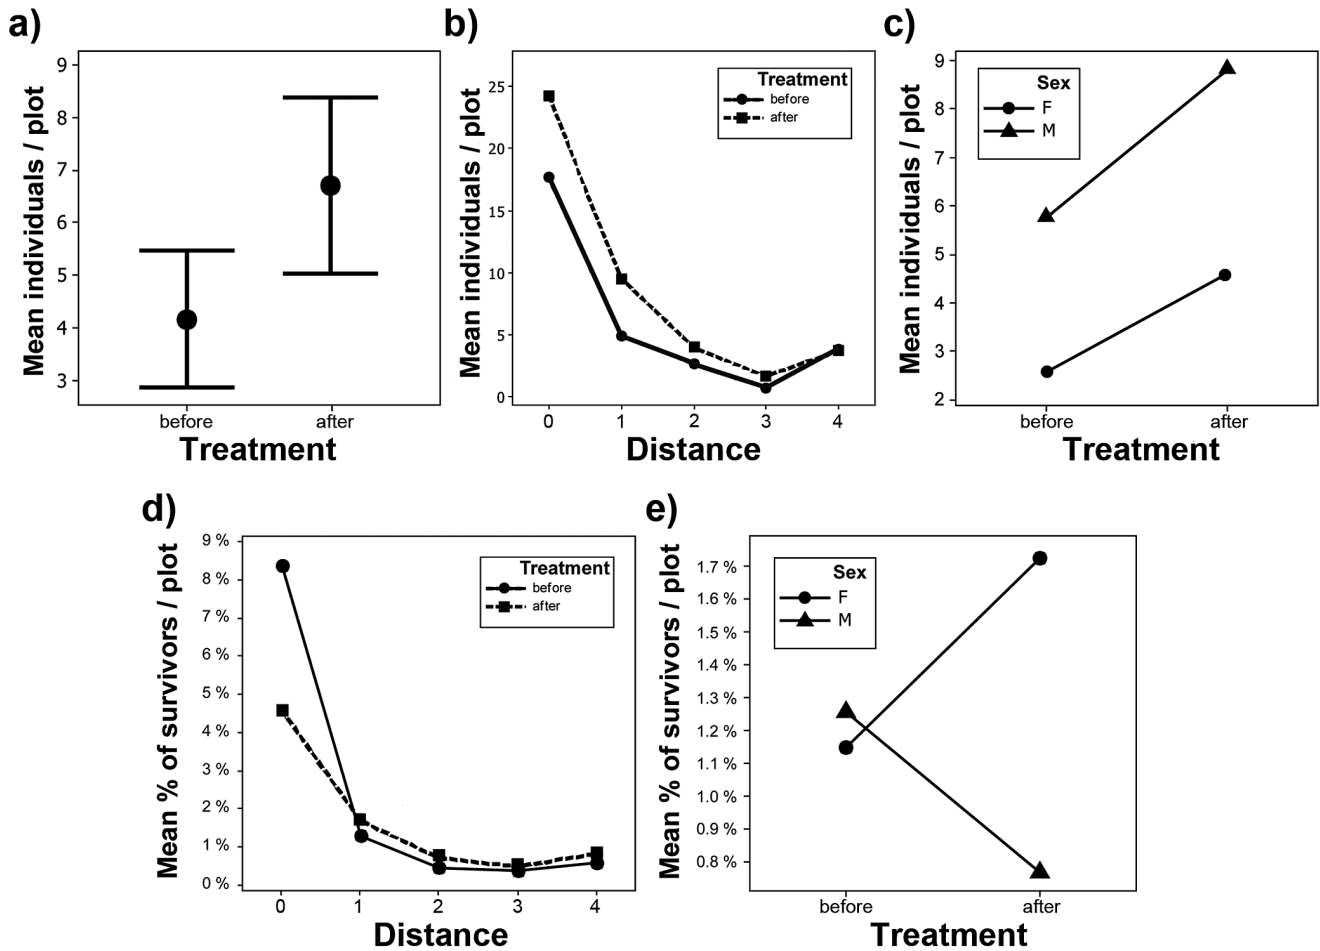 a)
Mean individuals / plot
9
8
7
6
5
4
3
before after
Treatment
b)
Mean individuals / plot
25
20
15
10
5
0
Treatment
before
after
0 1 2 3 4
Distance
c)
Mean individuals / plot
9
8
7
6
5
4
3
2
Sex
F
M
before after
Treatment
d)
Mean % of survivors / plot
9 %
8 %
7 %
6 %
5 %
4 %
3 %
2 %
1 %
0 %
Treatment
before
after
0 1 2 3 4
Distance
e)
Mean % of survivors / plot
1.7 %
1.6 %
1.5 %
1.4 %
1.3 %
1.2 %
1.1 %
1.0 %
0.9 %
0.8 %
Sex
F
M
before after
Treatment